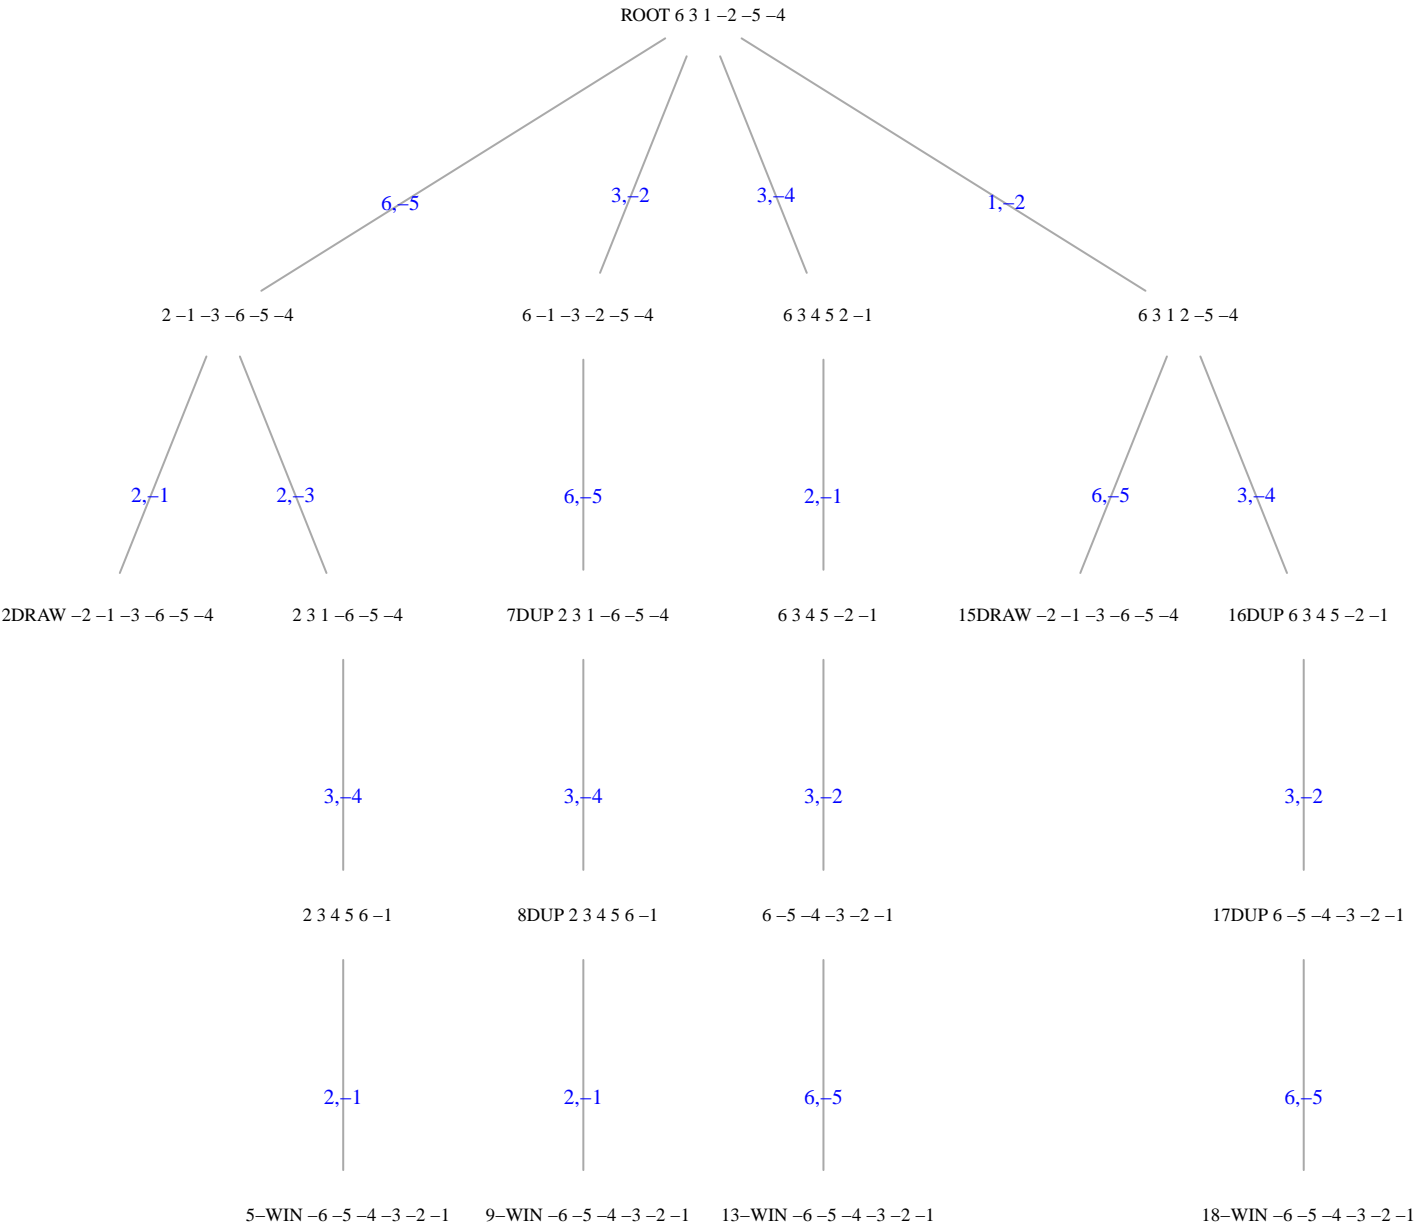 ROOT 6 3 1 –2 –5 –4
6,–5
3,–2
3,–4
1,–2
2 –1 –3 –6 –5 –4
6 –1 –3 –2 –5 –4
6 3 4 5 2 –1
6 3 1 2 –5 –4
2,–1
2,–3
6,–5
2,–1
6,–5
3,–4
2DRAW –2 –1 –3 –6 –5 –4
2 3 1 –6 –5 –4
7DUP 2 3 1 –6 –5 –4
6 3 4 5 –2 –1
15DRAW –2 –1 –3 –6 –5 –4
16DUP 6 3 4 5 –2 –1
3,–4
3,–4
3,–2
3,–2
2 3 4 5 6 –1
8DUP 2 3 4 5 6 –1
6 –5 –4 –3 –2 –1
17DUP 6 –5 –4 –3 –2 –1
2,–1
2,–1
6,–5
6,–5
5–WIN –6 –5 –4 –3 –2 –1
9–WIN –6 –5 –4 –3 –2 –1
13–WIN –6 –5 –4 –3 –2 –1
18–WIN –6 –5 –4 –3 –2 –1